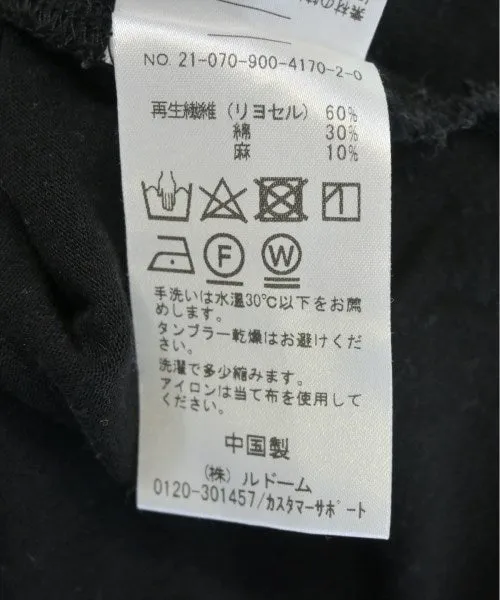 素材の
NO. 21-070-900-4170-2-0
再生繊維（リヨセル） 60%
綿 30%
麻 10%
F W
手洗いは水温30℃以下をお薦
めします。
タンブラー乾燥はお避けくだ
さい。
洗濯で多少縮みます。
アイロンは当て布を使用して
ください。
中国製
（株）ルドーム
0120-301457/ｶｽﾀﾏｰｻﾎﾟｰﾄ